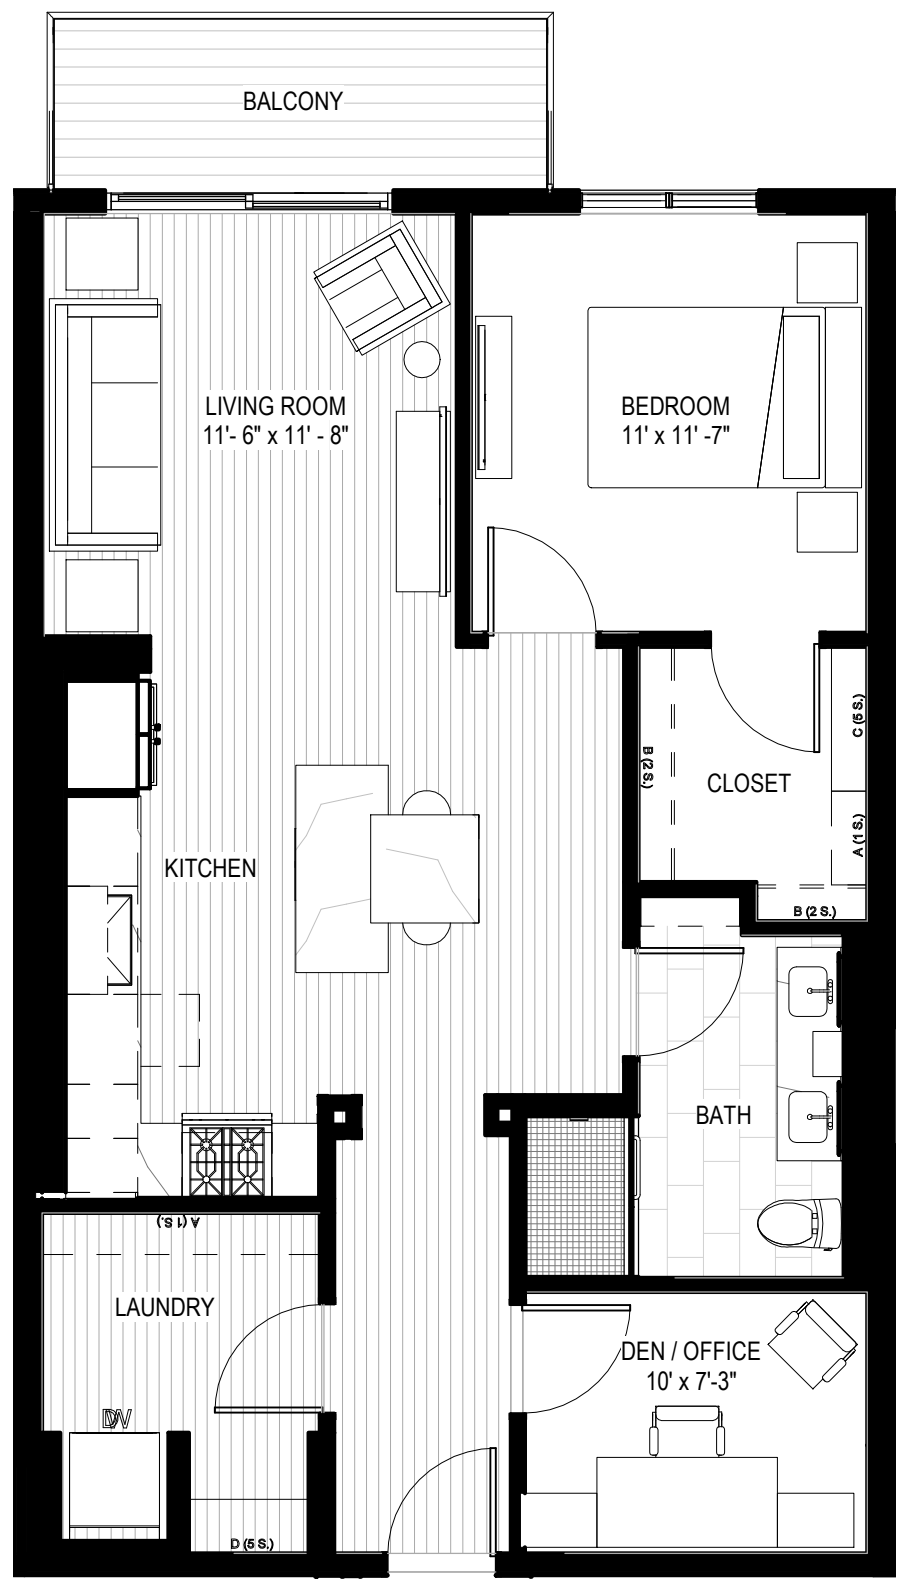 BALCONY
LIVING ROOM
11'- 6" x 11' - 8"
BEDROOM
11' x 11' -7"
C (5 S.)
B (2 S.)
CLOSET
A (1 S.)
KITCHEN
B (2 S.)
BATH
A (1 S.)
LAUNDRY
DEN / OFFICE
10' x 7'-3"
D (5 S.)